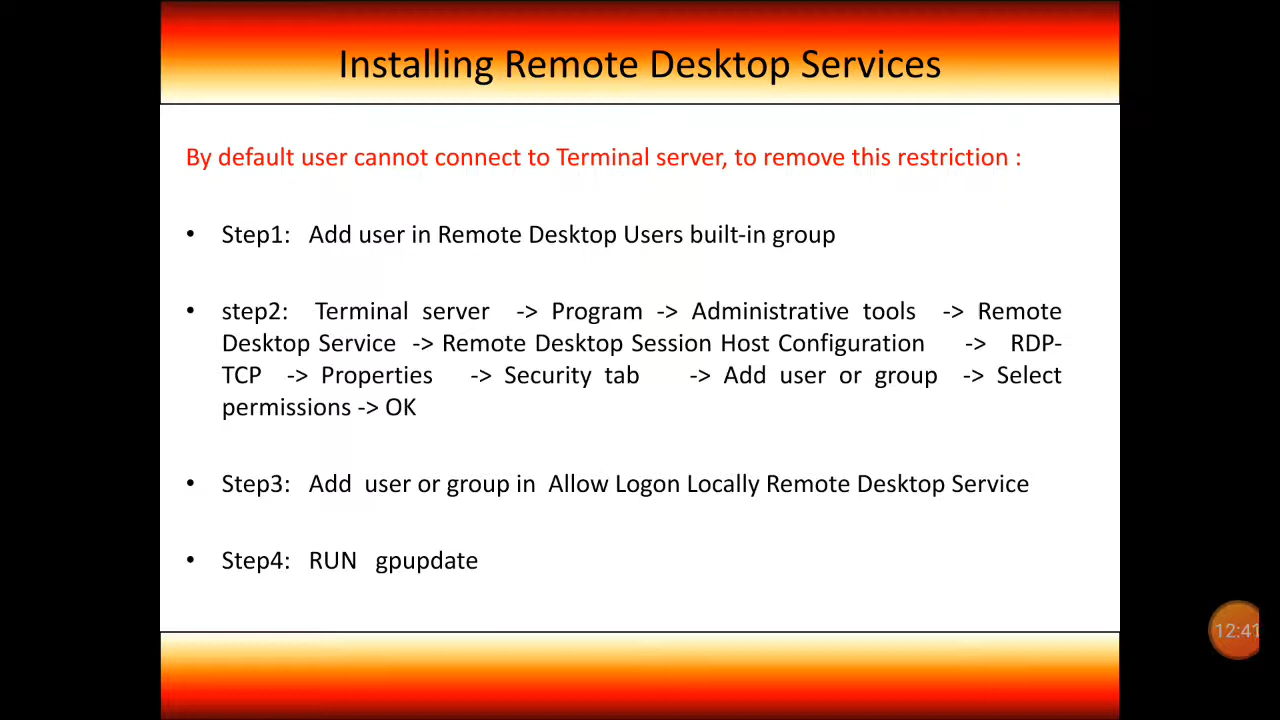 Installing Remote Desktop Services
By default user cannot connect to Terminal server, to remove this restriction :
• Step1: Add user in Remote Desktop Users built-in group
• step2: Terminal server -> Program -> Administrative tools -> Remote
Desktop Service -> Remote Desktop Session Host Configuration -> RDP-
TCP -> Properties -> Security tab -> Add user or group -> Select
permissions -> OK
• Step3: Add user or group in Allow Logon Locally Remote Desktop Service
• Step4: RUN gpupdate
12:41